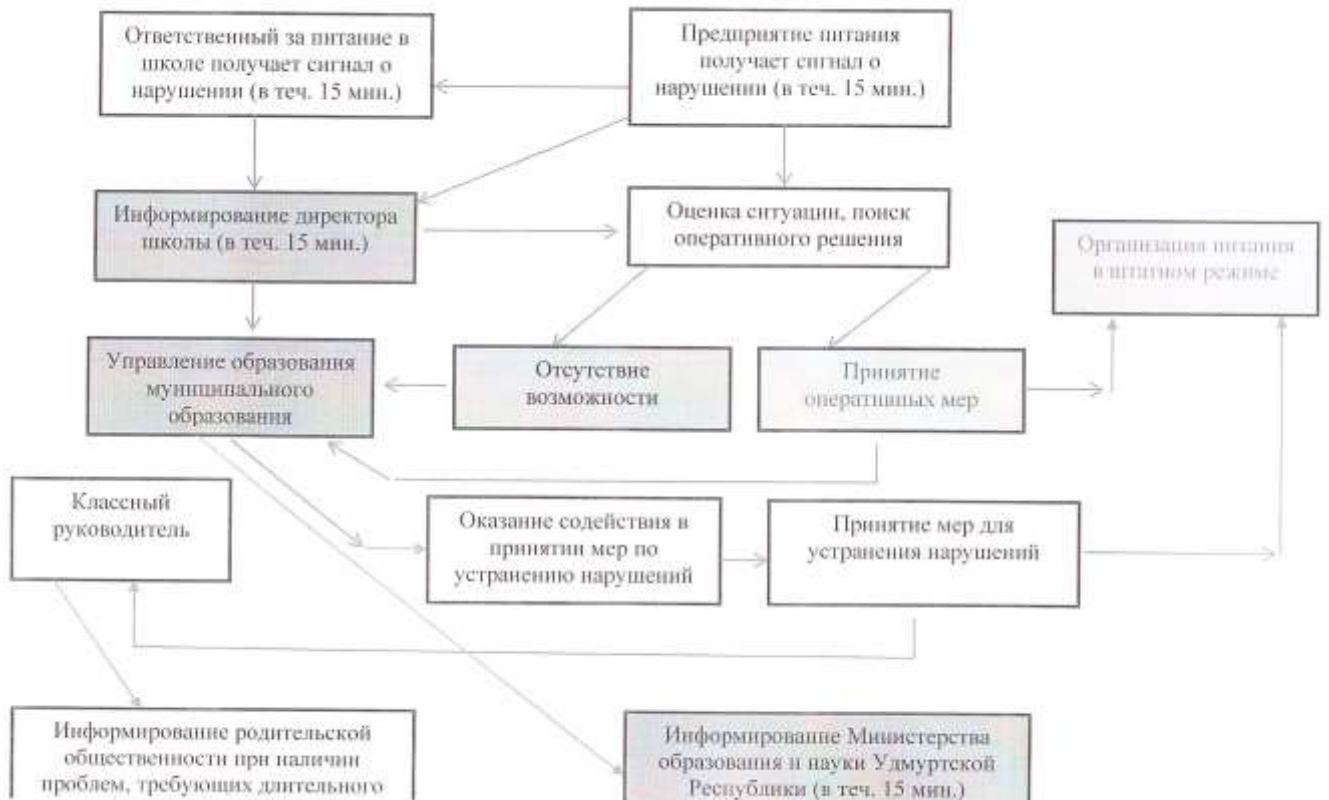 Ответственный за питание в
школе получает сигнал о
нарушении (в теч. 15 мин.)
Предприятие питания
получает сигнал о
нарушении (в теч. 15 мин.)
Информирование директора
школы (в теч. 15 мин.)
Оценка ситуации, поиск
оперативного решения
Организация питания
в штатном режиме
Управление образования
муниципального
образования
Отсутствие
возможности
Принятие
оперативных мер
Классный
руководитель
Оказание содействия в
принятии мер по
устранению нарушений
Принятие мер для
устранения нарушений
Информирование родительской
общественности при наличии
проблем, требующих длительного
Информирование Министерства
образования и науки Удмуртской
Республики (в теч. 15 мин.)